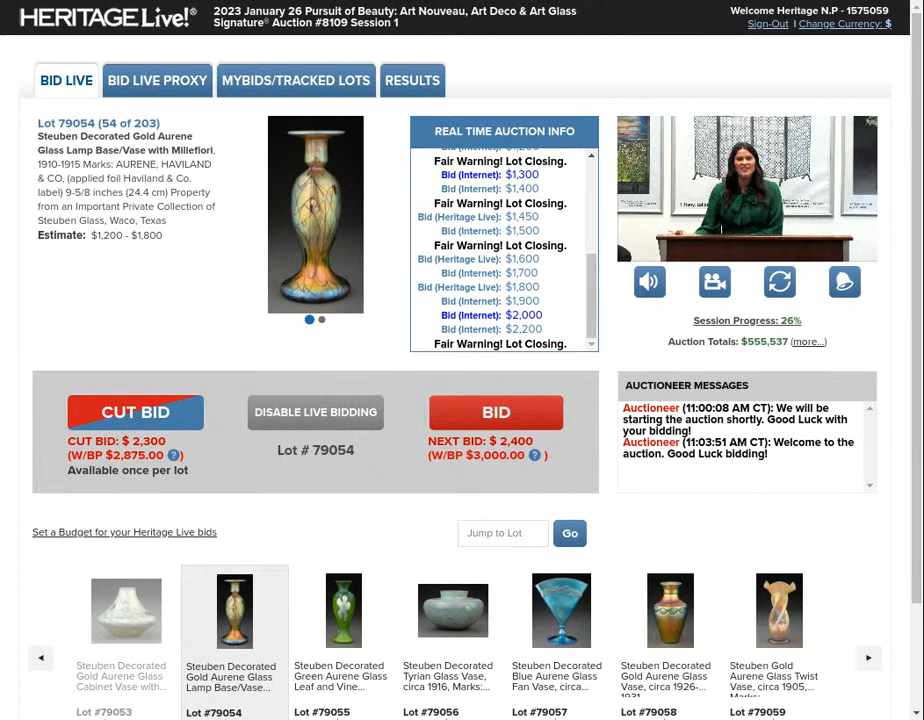 HERITAGE Live!®
2023 January 26 Pursuit of Beauty: Art Nouveau, Art Deco & Art Glass
Signature® Auction #8109 Session 1
Welcome Heritage N.P - 1575059
Sign-Out | Change Currency: $
BID LIVE
BID LIVE PROXY
MYBIDS/TRACKED LOTS
RESULTS
Lot 79054 (54 of 203)
Steuben Decorated Gold Aurene
Glass Lamp Base/Vase with Millefiori,
1910-1915 Marks: AURENE, HAVILAND
& CO, (applied foil Haviland & Co.
label) 9-5/8 inches (24.4 cm) Property
from an Important Private Collection of
Steuben Glass, Waco, Texas
Estimate: $1,200 - $1,800
REAL TIME AUCTION INFO
Bid (Internet): $1,200
Fair Warning! Lot Closing.
Bid (Internet): $1,300
Bid (Internet): $1,400
Fair Warning! Lot Closing.
Bid (Heritage Live): $1,450
Bid (Internet): $1,500
Fair Warning! Lot Closing.
Bid (Heritage Live): $1,600
Bid (Internet): $1,700
Bid (Heritage Live): $1,800
Bid (Internet): $1,900
Bid (Internet): $2,000
Bid (Internet): $2,200
Fair Warning! Lot Closing.
Session Progress: 26%
Auction Totals: $555,537 (more...)
CUT BID
CUT BID: $ 2,300
(W/BP $2,875.00 ?)
Available once per lot
DISABLE LIVE BIDDING
Lot # 79054
BID
NEXT BID: $ 2,400
(W/BP $3,000.00 ? )
AUCTIONEER MESSAGES
Auctioneer (11:00:08 AM CT): We will be
starting the auction shortly. Good Luck with
your bidding!
Auctioneer (11:03:51 AM CT): Welcome to the
auction. Good Luck bidding!
Set a Budget for your Heritage Live bids
Jump to Lot
Go
Steuben Decorated
Gold Aurene Glass
Cabinet Vase with...
Lot #79053
Steuben Decorated
Gold Aurene Glass
Lamp Base/Vase...
Lot #79054
Steuben Decorated
Green Aurene Glass
Leaf and Vine...
Lot #79055
Steuben Decorated
Tyrian Glass Vase,
circa 1916, Marks:...
Lot #79056
Steuben Decorated
Blue Aurene Glass
Fan Vase, circa...
Lot #79057
Steuben Decorated
Gold Aurene Glass
Vase, circa 1926-
Lot #79058
Steuben Gold
Aurene Glass Twist
Vase, circa 1905,
Marks:...
Lot #79059